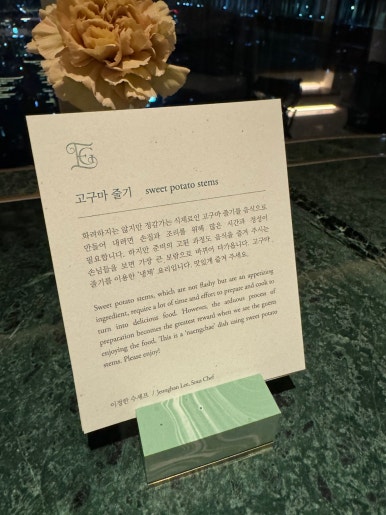 고구마 줄기 sweet potato stems
화려하지는 않지만 정감가는 식재료인 고구마 줄기를 음식으로
만들어 내려면 손질과 조리를 위해 많은 시간과 정성이
필요합니다. 하지만 준비의 고된 과정도 음식을 즐겨 주시는
손님들을 보면 가장 큰 보람으로 바뀌어 다가옵니다. 고구마
줄기를 이용한 '냉채' 요리입니다. 맛있게 즐겨 주세요.
Sweet potato stems, which are not flashy but are an appetizing
ingredient, require a lot of time and effort to prepare and cook to
turn into delicious food. However, the arduous process of
preparation becomes the greatest reward when we see the guests
enjoying the food. This is a 'naengchae' dish using sweet potato
stems. Please enjoy!
이정한 수셰프 / Jeonghan Lee, Sous Chef